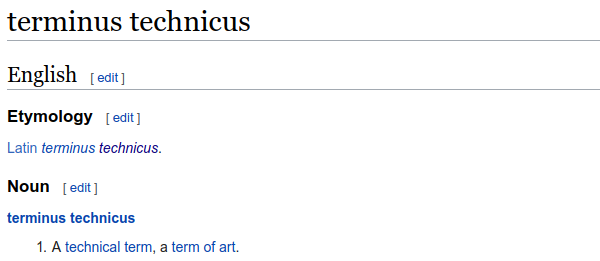 terminus technicus
English [ edit ]
Etymology [ edit ]
Latin terminus technicus.
Noun [ edit ]
terminus technicus
1. A technical term, a term of art.